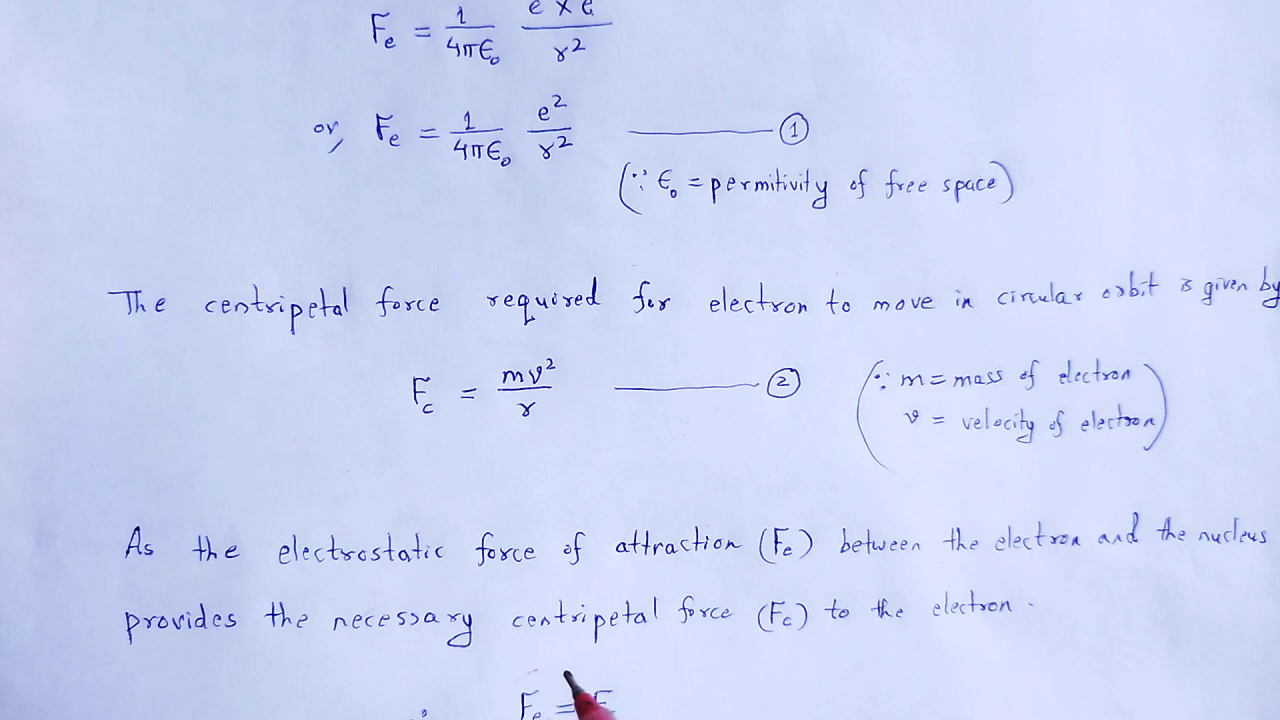 Fe = 1/4πϵ₀ e×e/r²
or, Fe = 1/4πϵ₀ e²/r² ——— ①
(∵ ϵ₀ = permitivity of free space)
The centripetal force required for electron to move in circular orbit is given by
Fc = mv²/r ——— ②
(∵ m = mass of electron
v = velocity of electron)
As the electrostatic force of attraction (Fe) between the electron and the nucleus
provides the necessary centripetal force (Fc) to the electron.
Fe =